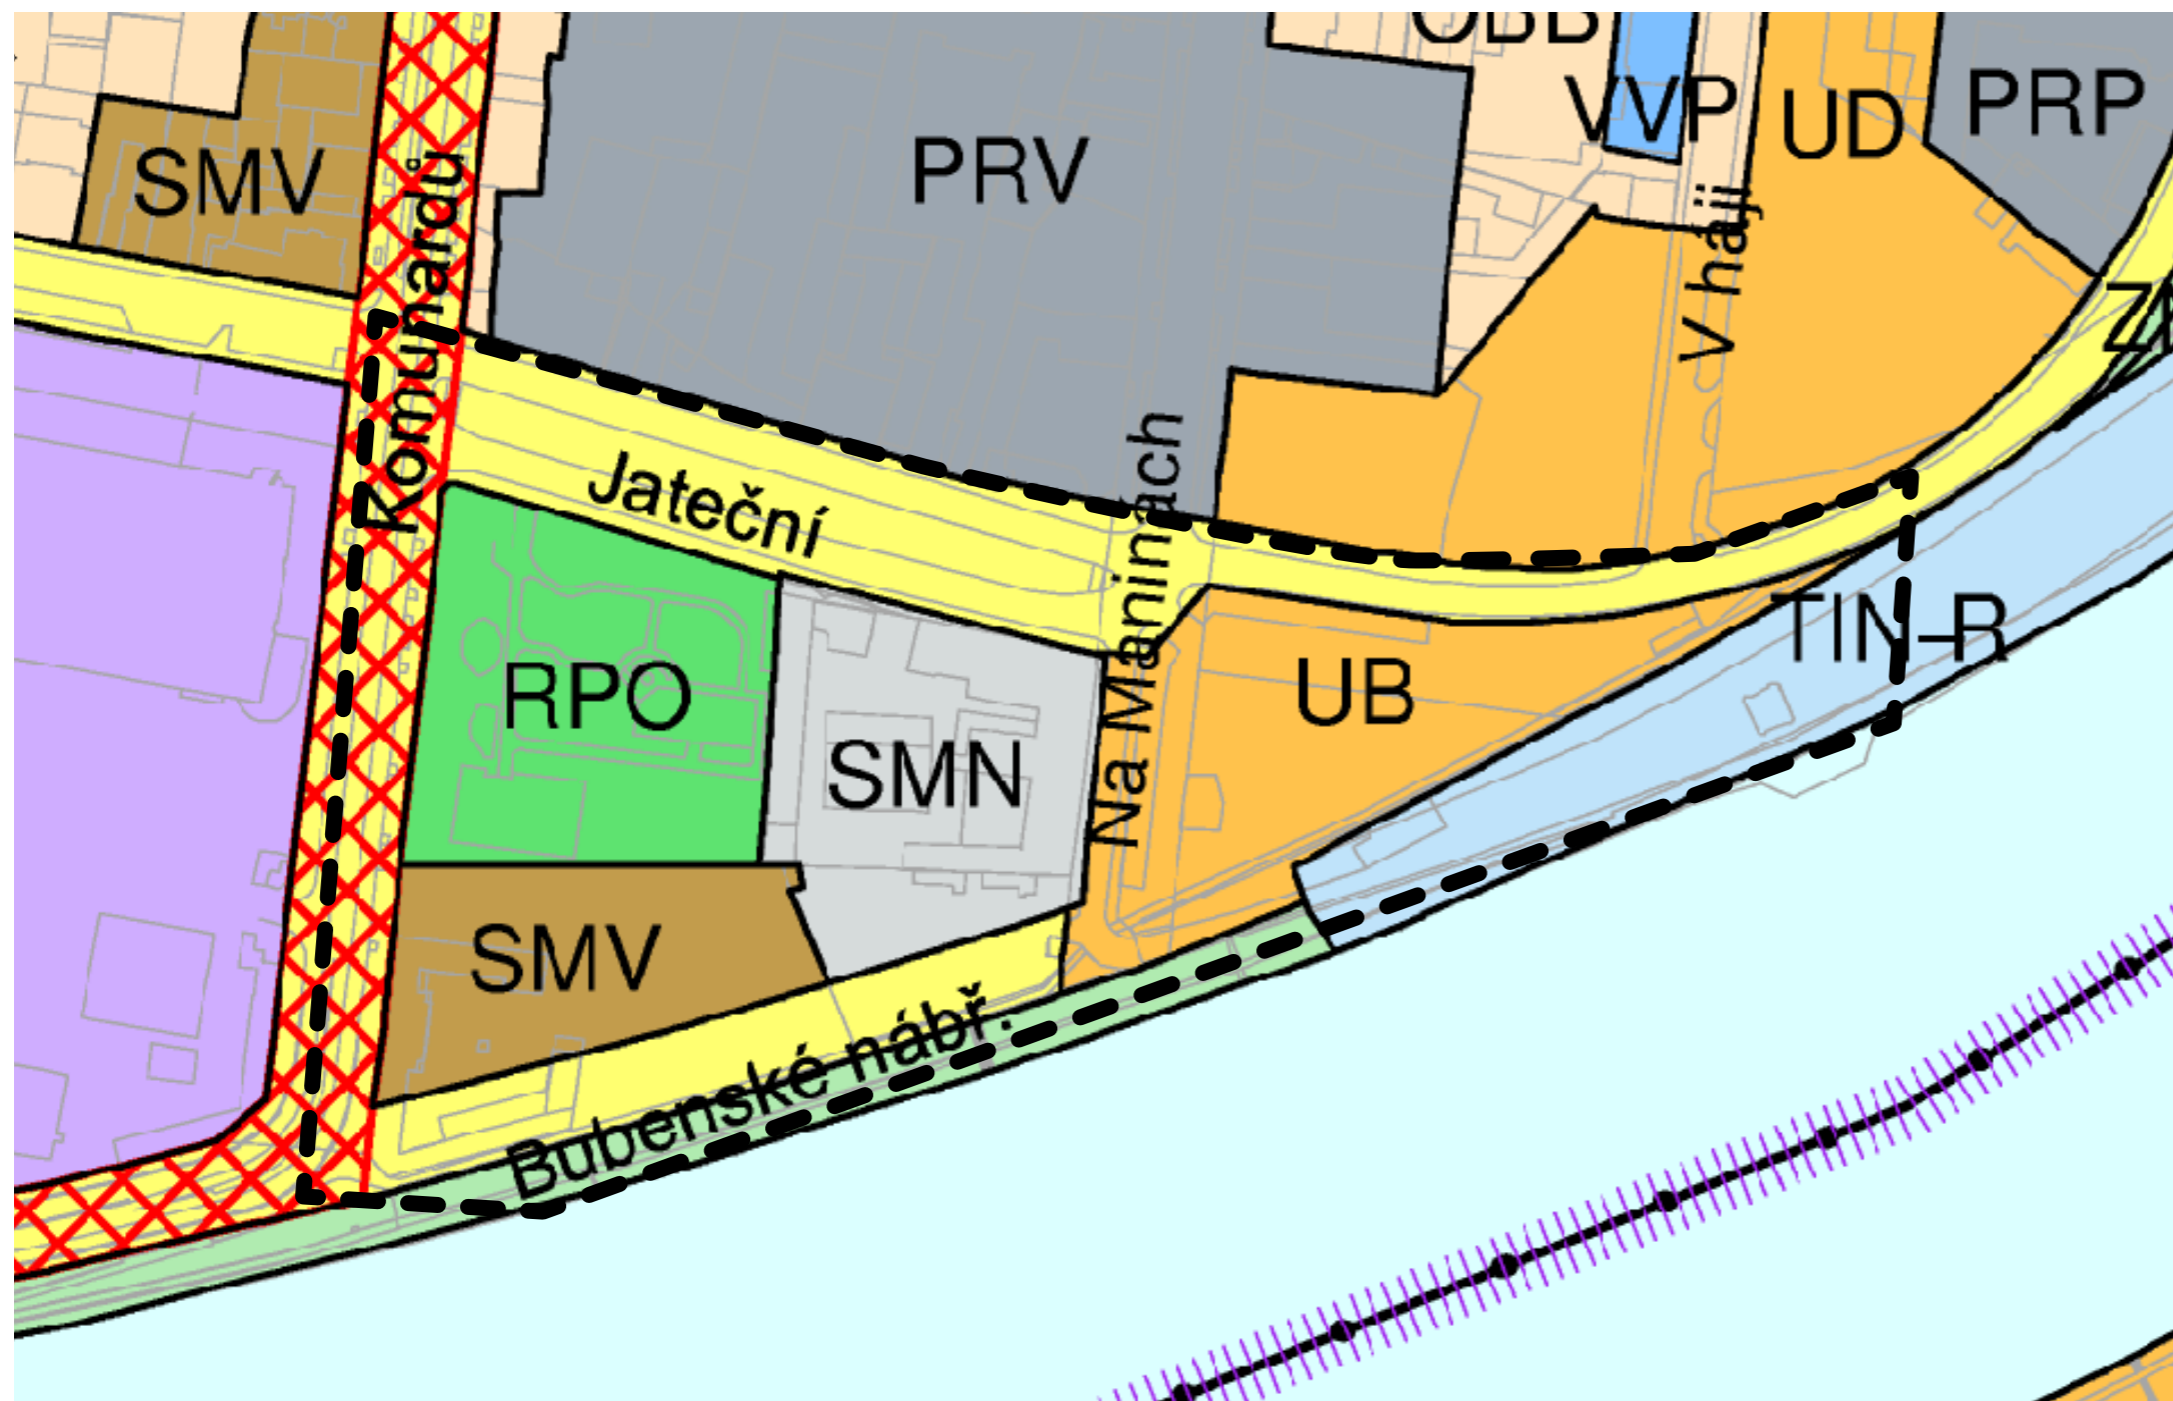 VVP
UD
PRP
SMV
PRV
Komunardů
V háji
Jateční
Na Maninách
TIN-R
RPO
UB
SMN
SMV
Bubenské nábř.